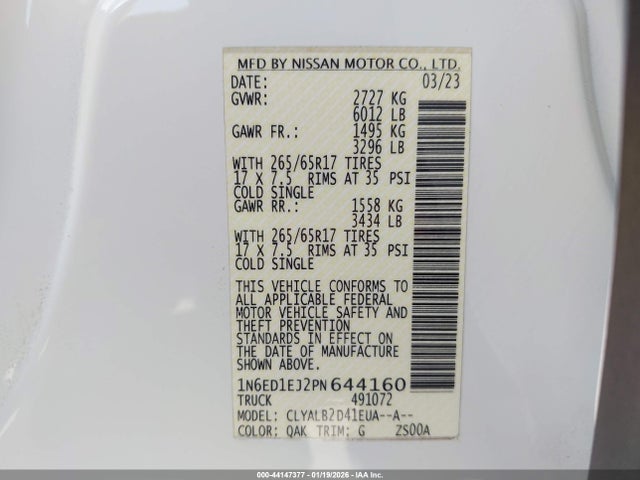 MFD BY NISSAN MOTOR CO., LTD.
DATE: 03/23
GVWR: 2727 KG
6012 LB
GAWR FR.: 1495 KG
3296 LB
WITH 265/65R17 TIRES
17 X 7.5 RIMS AT 35 PSI
COLD SINGLE
GAWR RR.: 1558 KG
3434 LB
WITH 265/65R17 TIRES
17 X 7.5 RIMS AT 35 PSI
COLD SINGLE
THIS VEHICLE CONFORMS TO
ALL APPLICABLE FEDERAL
MOTOR VEHICLE SAFETY AND
THEFT PREVENTION
STANDARDS IN EFFECT ON
THE DATE OF MANUFACTURE
SHOWN ABOVE.
1N6ED1EJ2PN644160
TRUCK 491072
MODEL: CLYALB2D41EUA--A--
COLOR: QAK TRIM: G ZS00A
000-44147377 - 01/19/2026 - IAA Inc.